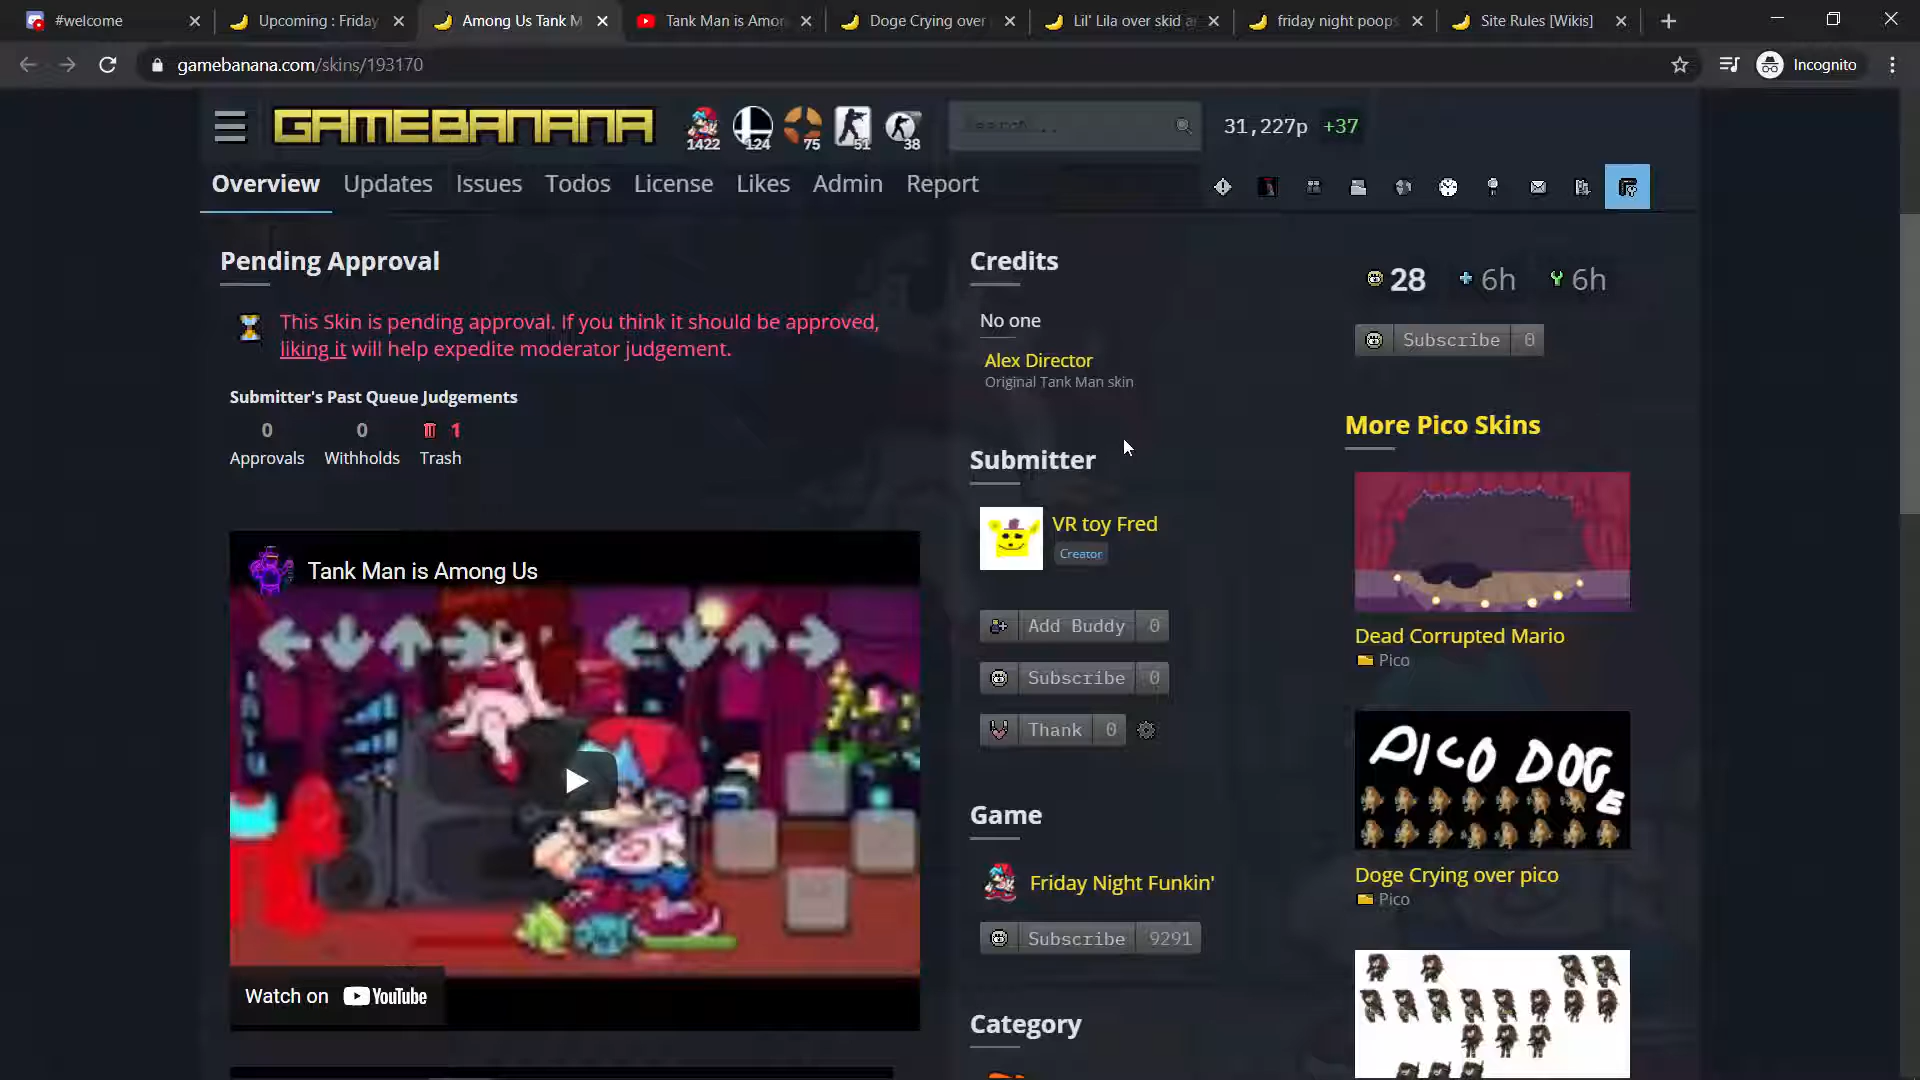 #welcome
Upcoming : Friday
Among Us Tank M
Tank Man is Amon
Doge Crying over
Lil' Lila over skid a
friday night poops
Site Rules [Wikis]
gamebanana.com/skins/193170
Incognito
GAMEBANANA
1422
124
75
51
38
Search ...
31,227p +37
Overview
Updates
Issues
Todos
License
Likes
Admin
Report
Pending Approval
This Skin is pending approval. If you think it should be approved,
liking it will help expedite moderator judgement.
Submitter's Past Queue Judgements
0
0
1
Approvals
Withholds
Trash
Tank Man is Among Us
Watch on YouTube
Credits
No one
Alex Director
Original Tank Man skin
Submitter
VR toy Fred
Creator
Add Buddy 0
Subscribe 0
Thank 0
Game
Friday Night Funkin'
Subscribe 9291
Category
28
6h
6h
Subscribe 0
More Pico Skins
Dead Corrupted Mario
Pico
PICO DOGE
Doge Crying over pico
Pico